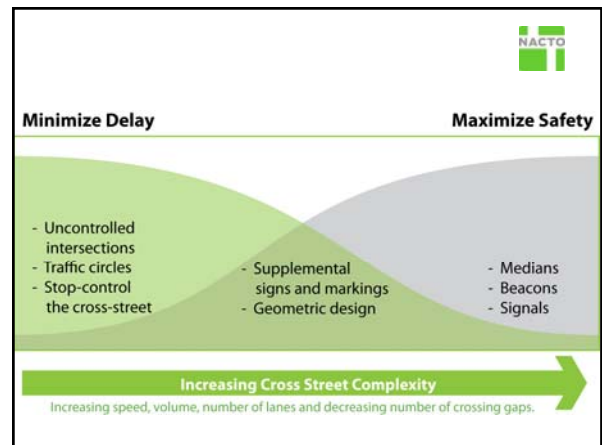 NACTO
Minimize Delay
Maximize Safety
- Uncontrolled
intersections
- Traffic circles
- Stop-control
the cross-street
- Supplemental
signs and markings
- Geometric design
- Medians
- Beacons
- Signals
Increasing Cross Street Complexity
Increasing speed, volume, number of lanes and decreasing number of crossing gaps.